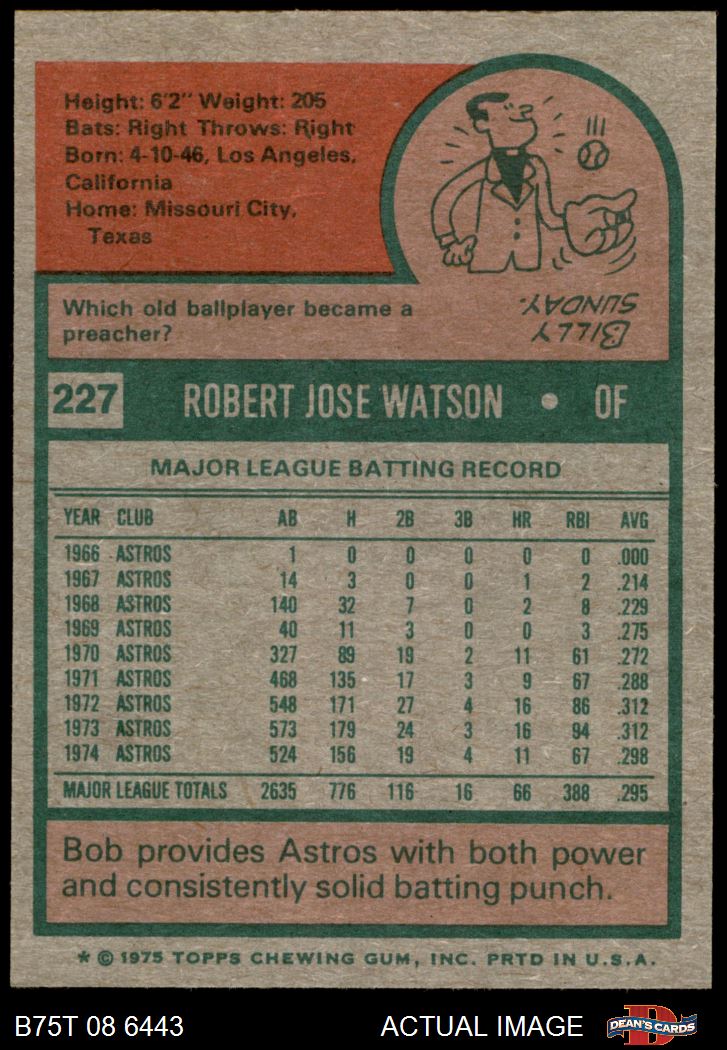 Height: 6'2" Weight: 205
Bats: Right Throws: Right
Born: 4-10-46, Los Angeles,
California
Home: Missouri City,
Texas
Which old ballplayer became a
preacher?
BILLY
SUNDAY.
227 ROBERT JOSE WATSON • OF
MAJOR LEAGUE BATTING RECORD
YEAR CLUB AB H 2B 3B HR RBI AVG
1966 ASTROS 1 0 0 0 0 0 .000
1967 ASTROS 14 3 0 0 1 2 .214
1968 ASTROS 140 32 7 0 2 8 .229
1969 ASTROS 40 11 3 0 0 3 .275
1970 ASTROS 327 89 19 2 11 61 .272
1971 ASTROS 468 135 17 3 9 67 .288
1972 ASTROS 548 171 27 4 16 86 .312
1973 ASTROS 573 179 24 3 16 94 .312
1974 ASTROS 524 156 19 4 11 67 .298
MAJOR LEAGUE TOTALS 2635 776 116 16 66 388 .295
Bob provides Astros with both power
and consistently solid batting punch.
* © 1975 TOPPS CHEWING GUM, INC. PRTD IN U.S.A.
B75T 08 6443 ACTUAL IMAGE D DEAN'S CARDS